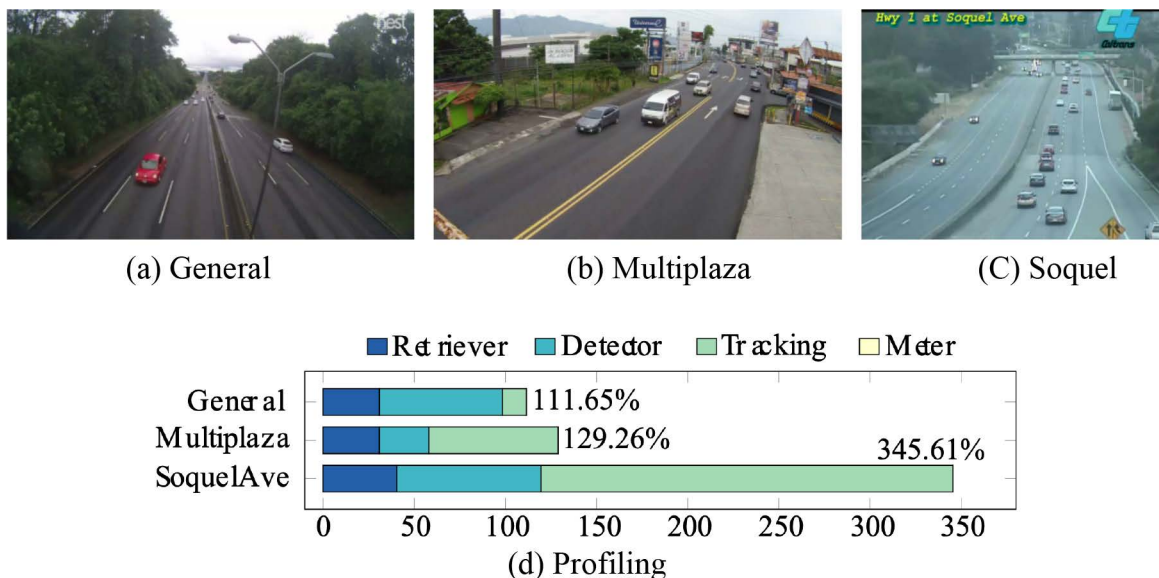 Hwy 1 at Soquel Ave
Caltrans
(a) General
(b) Multiplaza
(C) Soquel
Retriever Detector Tracking Meter
General 111.65%
Multiplaza 129.26%
345.61%
SoquelAve
0 50 100 150 200 250 300 350
(d) Profiling